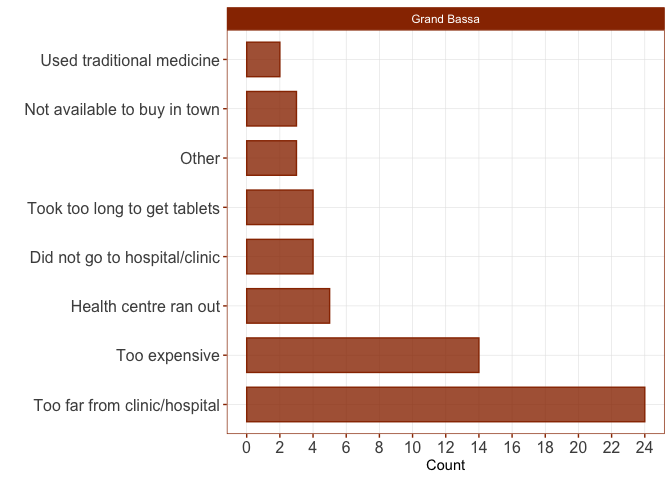 Grand Bassa
Used traditional medicine
Not available to buy in town
Other
Took too long to get tablets
Did not go to hospital/clinic
Health centre ran out
Too expensive
Too far from clinic/hospital
0 2 4 6 8 10 12 14 16 18 20 22 24
Count